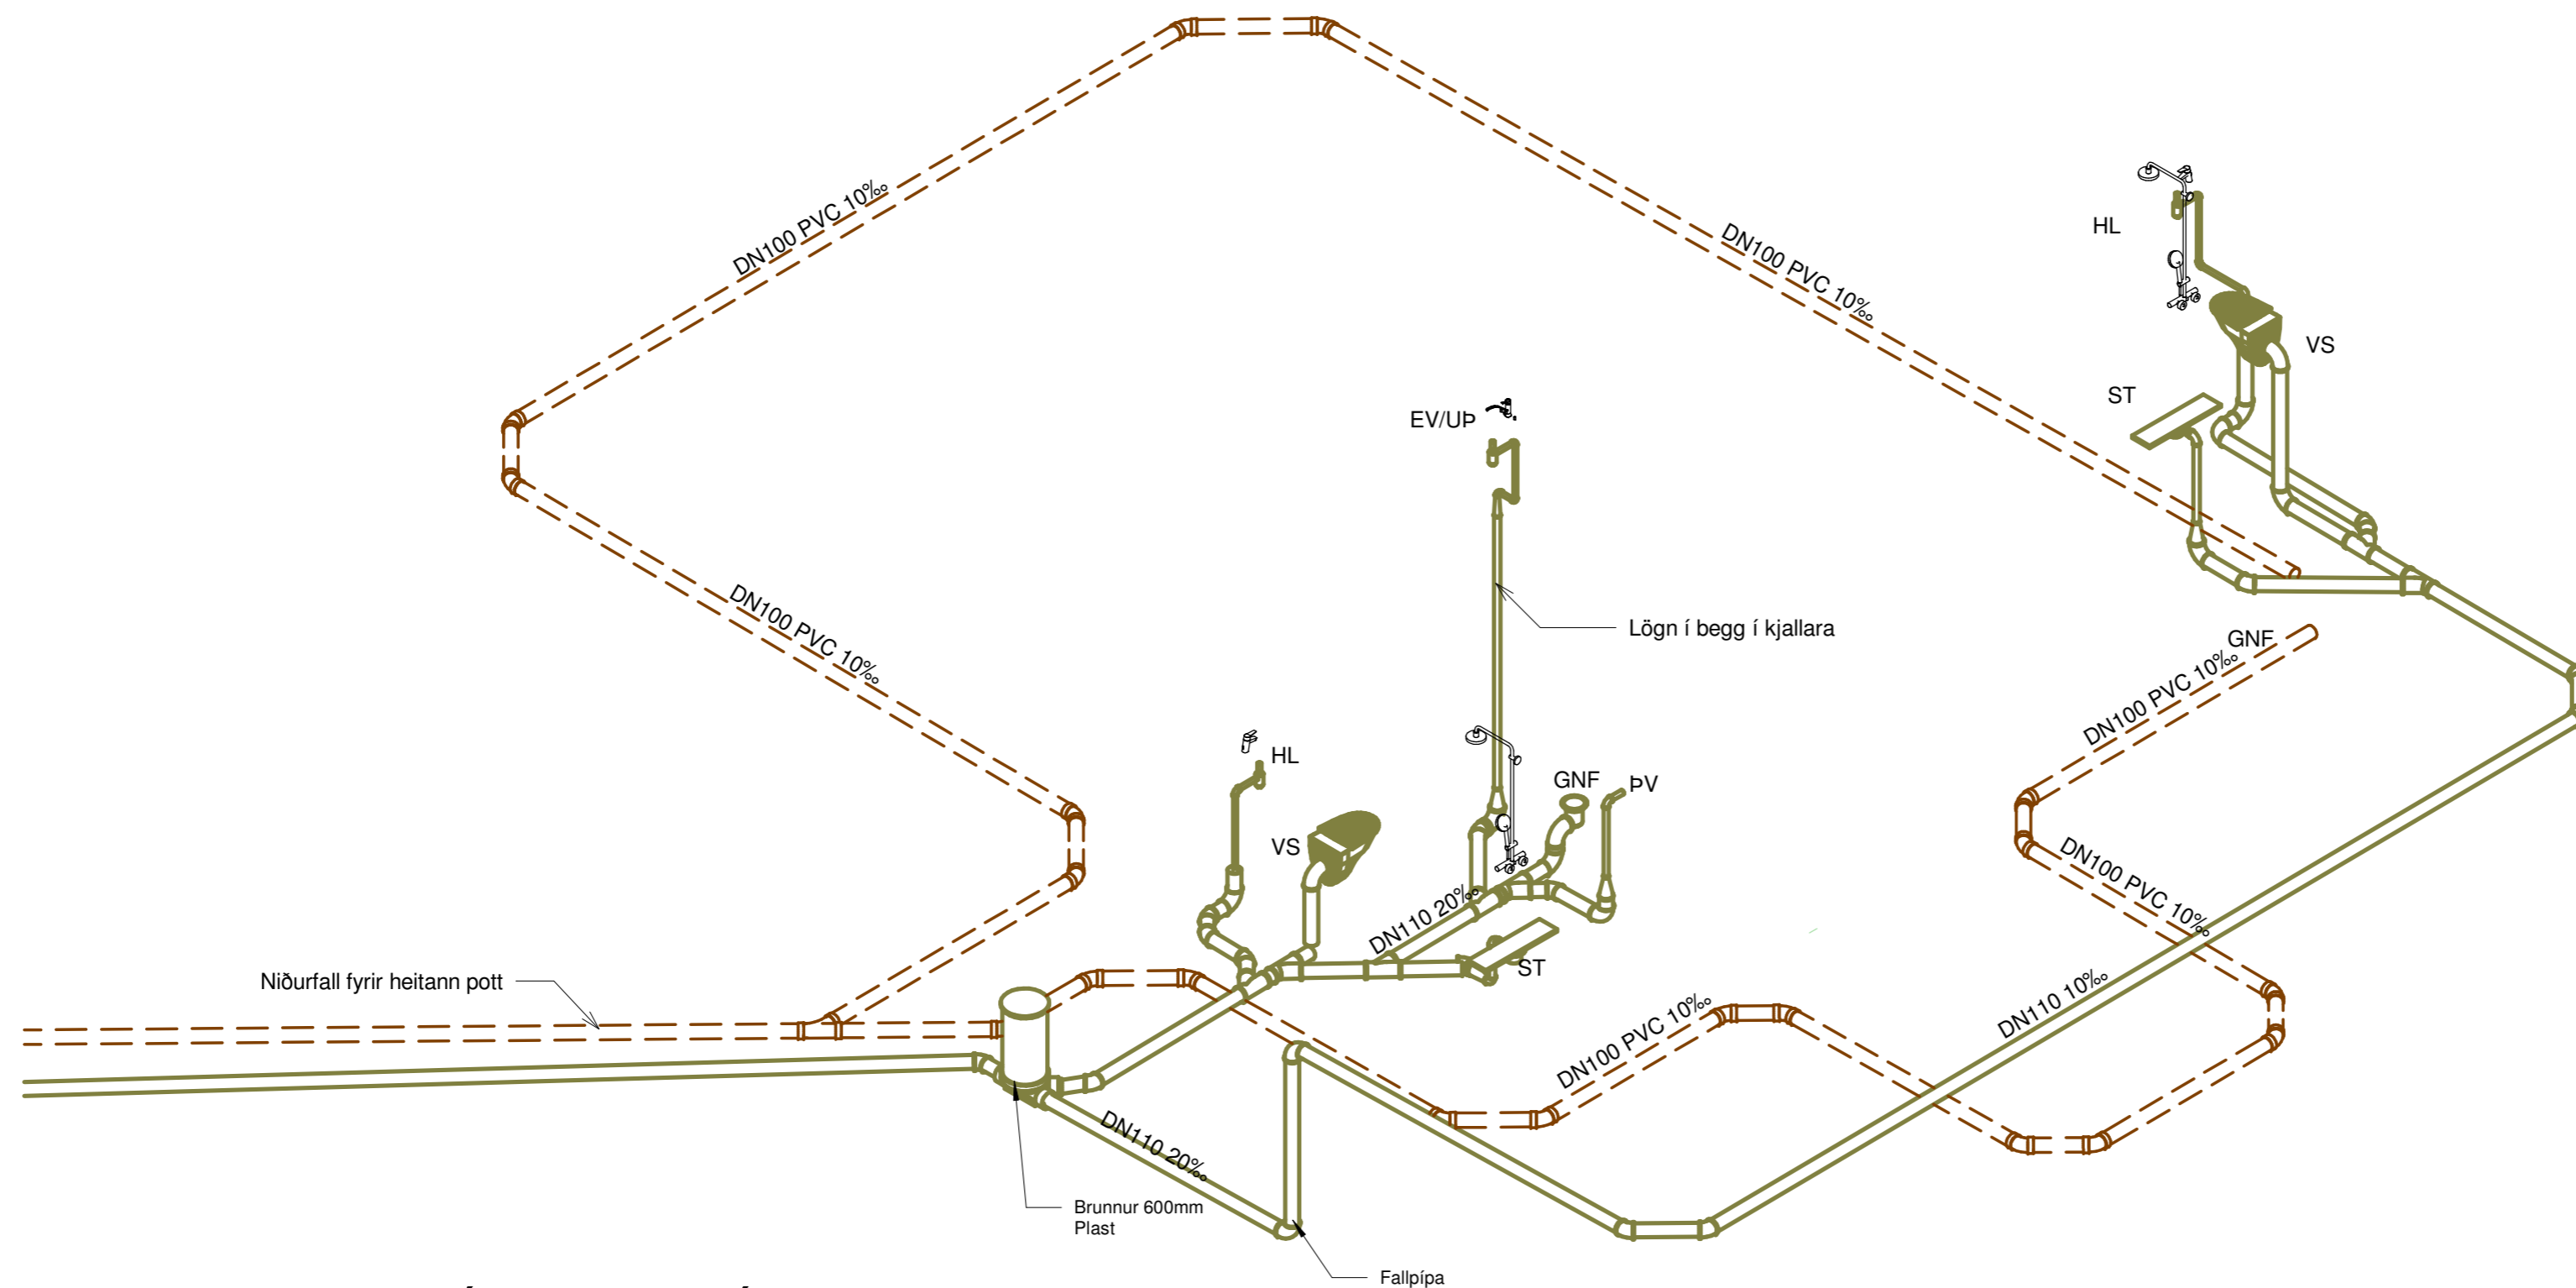 DN100 PVC 10‰
DN100 PVC 10‰
HL
VS
ST
EV/UÞ
DN100 PVC 10‰
Lögn í begg í kjallara
GNF
DN100 PVC 10‰
HL
GNF
ÞV
VS
DN100 PVC 10‰
DN110 20‰
ST
Niðurfall fyrir heitann pott
DN110 10‰
DN100 PVC 10‰
DN110 20‰
Brunnur 600mm
Plast
Fallpípa